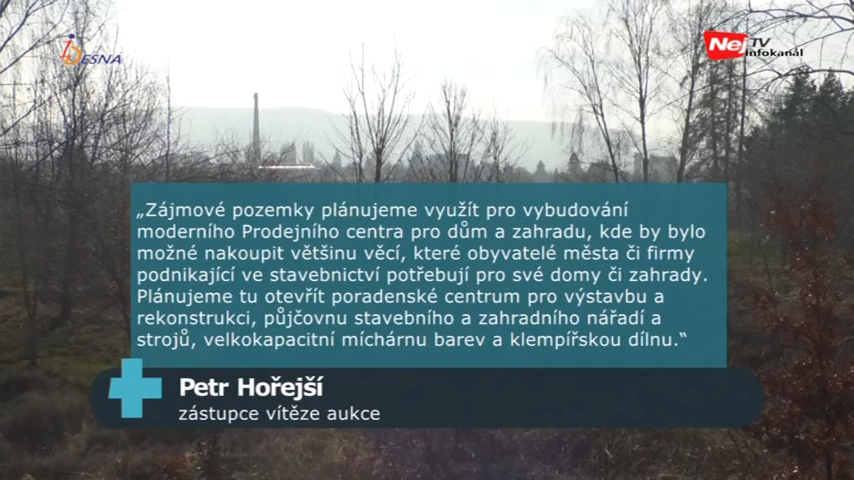 DESNA
Nej TV
infokanál
„Zájmové pozemky plánujeme využít pro vybudování
moderního Prodejního centra pro dům a zahradu, kde by bylo
možné nakoupit většinu věcí, které obyvatelé města či firmy
podnikající ve stavebnictví potřebují pro své domy či zahrady.
Plánujeme tu otevřít poradenské centrum pro výstavbu a
rekonstrukci, půjčovnu stavebního a zahradního nářadí a
strojů, velkokapacitní míchárnu barev a klempířskou dílnu.“
Petr Hořejší
zástupce vítěze aukce